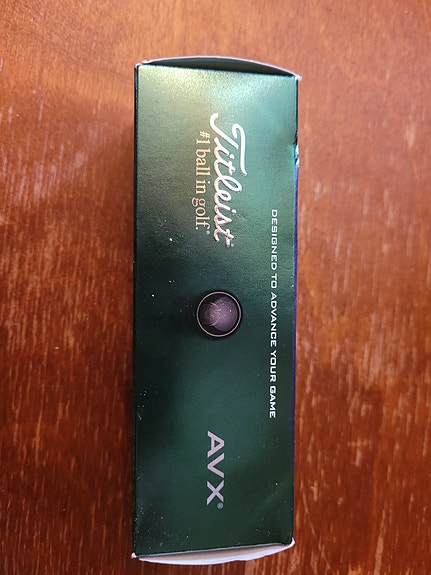 DESIGNED TO ADVANCE YOUR GAME
Titleist®
#1 ball in golf.®
AVX®